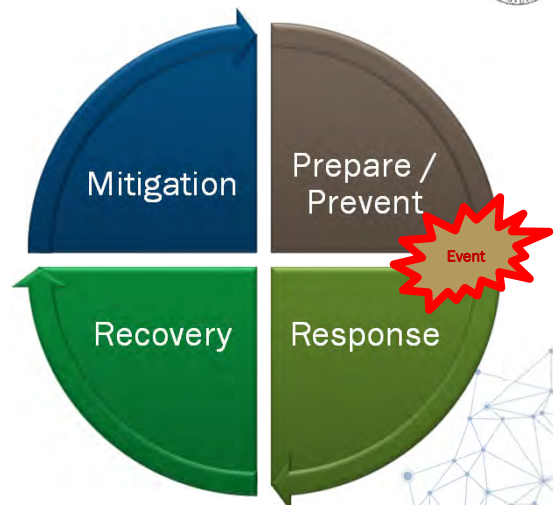 Mitigation
Prepare /
Prevent
Event
Recovery
Response